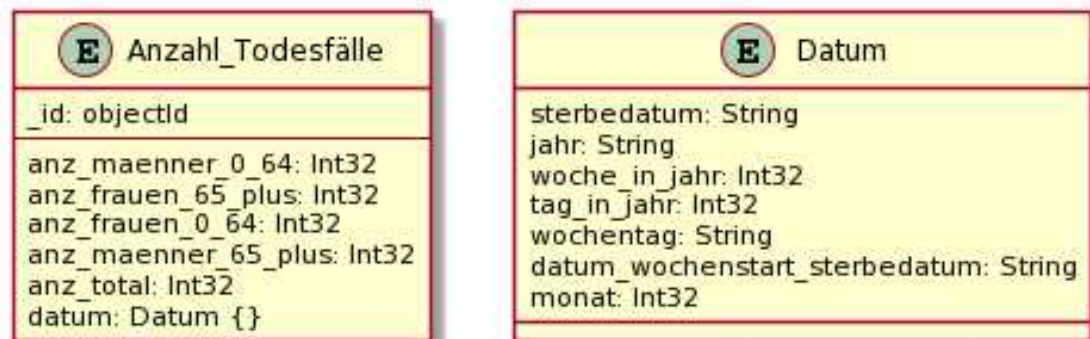 E Anzahl_Todesfälle
_id: objectId
anz_maenner_0_64: Int32
anz_frauen_65_plus: Int32
anz_frauen_0_64: Int32
anz_maenner_65_plus: Int32
anz_total: Int32
datum: Datum {}
E Datum
sterbedatum: String
jahr: String
woche_in_jahr: Int32
tag_in_jahr: Int32
wochentag: String
datum_wochenstart_sterbedatum: String
monat: Int32